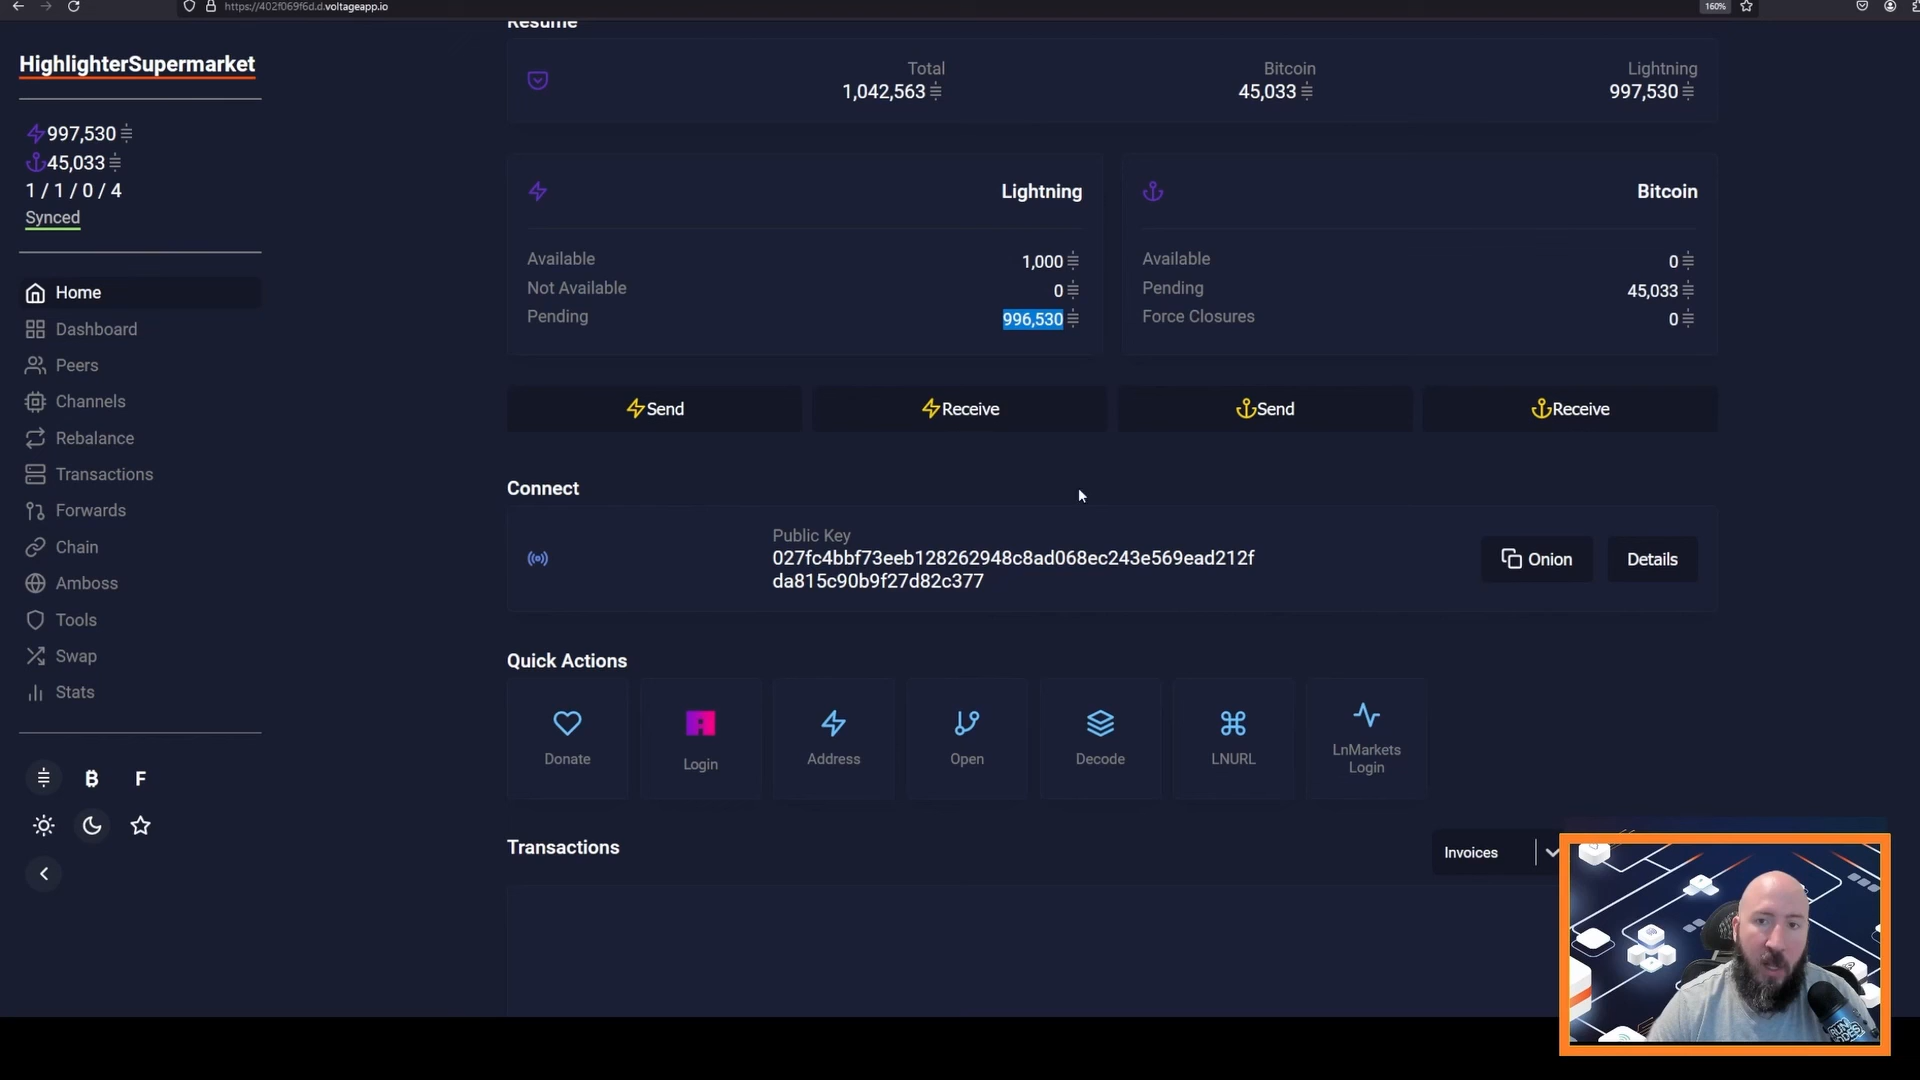 https://402f069f6d.d.voltageapp.io
160%
Resume
HighlighterSupermarket
Total
Bitcoin
Lightning
1,042,563
45,033
997,530
997,530
45,033
1 / 1 / 0 / 4
Synced
Lightning
Bitcoin
Available
1,000
Available
0
Not Available
0
Pending
45,033
Pending
996,530
Force Closures
0
Home
Dashboard
Peers
Channels
Rebalance
Transactions
Forwards
Chain
Amboss
Tools
Swap
Stats
Send
Receive
Send
Receive
Connect
Public Key
027fc4bbf73eeb128262948c8ad068ec243e569ead212f
da815c90b9f27d82c377
Onion
Details
Quick Actions
Donate
Login
Address
Open
Decode
LNURL
LnMarkets
Login
F
Transactions
Invoices